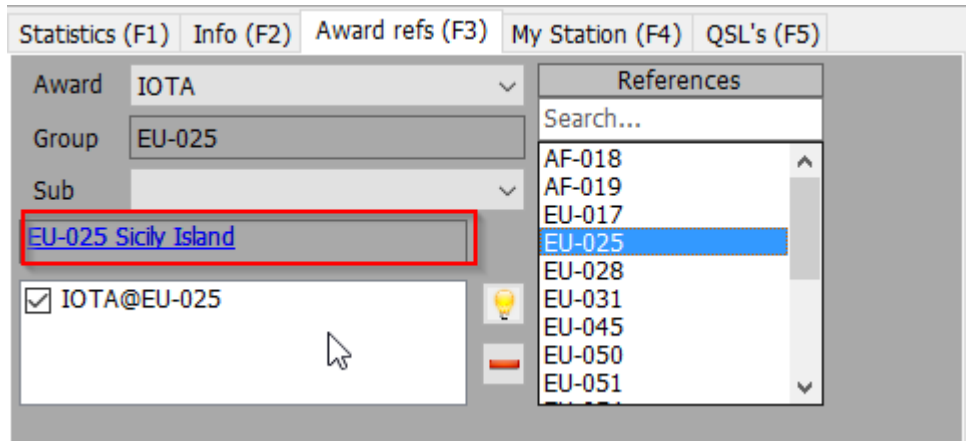 Statistics (F1) Info (F2) Award refs (F3) My Station (F4) QSL's (F5)
Award IOTA
Group EU-025
Sub
EU-025 Sicily Island
IOTA@EU-025
References
Search...
AF-018
AF-019
EU-017
EU-025
EU-028
EU-031
EU-045
EU-050
EU-051